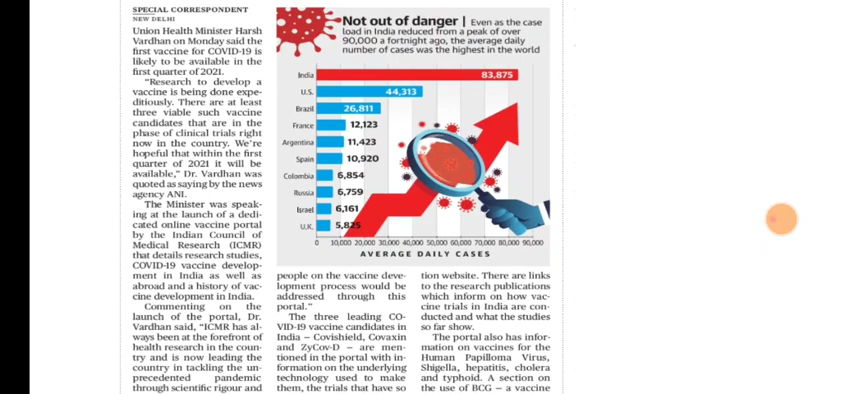 SPECIAL CORRESPONDENT
NEW DELHI
Union Health Minister Harsh
Vardhan on Monday said the
first vaccine for COVID-19 is
likely to be available in the
first quarter of 2021.
“Research to develop a
vaccine is being done expe-
ditiously. There are at least
three viable such vaccine
candidates that are in the
phase of clinical trials right
now in the country. We’re
hopeful that within the first
quarter of 2021 it will be
available,” Dr. Vardhan was
quoted as saying by the news
agency ANI.
The Minister was speak-
ing at the launch of a dedi-
cated online vaccine portal
by the Indian Council of
Medical Research (ICMR)
that details research studies,
COVID-19 vaccine develop-
ment in India as well as
abroad and a history of vac-
cine development in India.
Commenting on the
launch of the portal, Dr.
Vardhan said, “ICMR has al-
ways been at the forefront of
health research in the coun-
try and is now leading the
country in tackling the un-
precedented pandemic
through scientific rigour and
Not out of danger | Even as the case
load in India reduced from a peak of over
90,000 a fortnight ago, the average daily
number of cases was the highest in the world
India 83,875
U.S. 44,313
Brazil 26,811
France 12,123
Argentina 11,423
Spain 10,920
Colombia 6,854
Russia 6,759
Israel 6,161
U.K. 5,825
0 10,000 20,000 30,000 40,000 50,000 60,000 70,000 80,000 90,000
AVERAGE DAILY CASES
people on the vaccine deve-
lopment process would be
addressed through this
portal.”
The three leading CO-
VID-19 vaccine candidates in
India – Covishield, Covaxin
and ZyCov-D – are men-
tioned in the portal with in-
formation on the underlying
technology used to make
them, the trials that have so
tion website. There are links
to the research publications
which inform on how vac-
cine trials in India are con-
ducted and what the studies
so far show.
The portal also has infor-
mation on vaccines for the
Human Papilloma Virus,
Shigella, hepatitis, cholera
and typhoid. A section on
the use of BCG – a vaccine